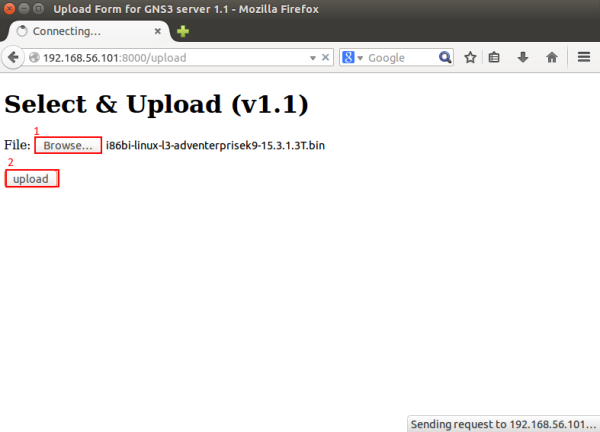 Upload Form for GNS3 server 1.1 - Mozilla Firefox
Connecting...
192.168.56.101:8000/upload
Google
Select & Upload (v1.1)
1
File: Browse... i86bi-linux-l3-adventerprisek9-15.3.1.3T.bin
2
upload
Sending request to 192.168.56.101...